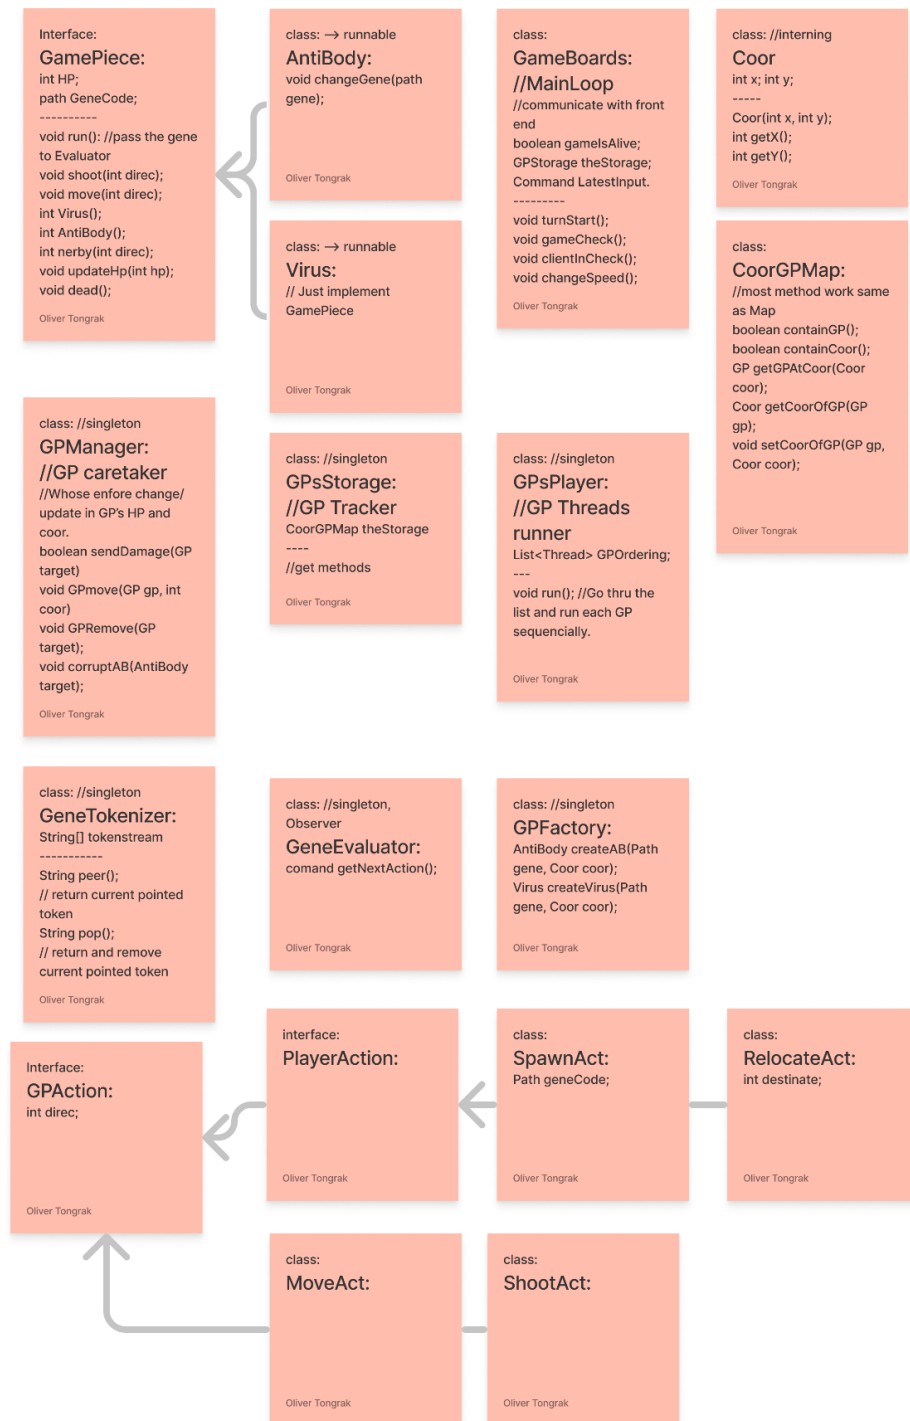 Interface:
GamePiece:
int HP;
path GeneCode;
----------
void run(): //pass the gene
to Evaluator
void shoot(int direc);
void move(int direc);
int Virus();
int AntiBody();
int nerby(int direc);
void updateHp(int hp);
void dead();
Oliver Tongrak
class: --> runnable
AntiBody:
void changeGene(path
gene);
Oliver Tongrak
class: --> runnable
Virus:
// Just implement
GamePiece
Oliver Tongrak
class:
GameBoards:
//MainLoop
//communicate with front
end
boolean gameIsAlive;
GPStorage theStorage;
Command LatestInput.
---------
void turnStart();
void gameCheck();
void clientInCheck();
void changeSpeed();
Oliver Tongrak
class: //interning
Coor
int x; int y;
-----
Coor(int x, int y);
int getX();
int getY();
Oliver Tongrak
class:
CoorGPMap:
//most method work same
as Map
boolean containGP();
boolean containCoor();
GP getGPAtCoor(Coor
coor);
Coor getCoorOfGP(GP
gp);
void setCoorOfGP(GP gp,
Coor coor);
Oliver Tongrak
class: //singleton
GPManager:
//GP caretaker
//Whose enfore change/
update in GP's HP and
coor.
boolean sendDamage(GP
target)
void GPmove(GP gp, int
coor)
void GPRemove(GP
target);
void corruptAB(AntiBody
target);
Oliver Tongrak
class: //singleton
GPsStorage:
//GP Tracker
CoorGPMap theStorage
----
//get methods
Oliver Tongrak
class: //singleton
GPsPlayer:
//GP Threads
runner
List<Thread> GPOrdering;
---
void run(); //Go thru the
list and run each GP
sequencially.
Oliver Tongrak
class: //singleton
GeneTokenizer:
String[] tokenstream
-----------
String peer();
// return current pointed
token
String pop();
// return and remove
current pointed token
Oliver Tongrak
class: //singleton,
Observer
GeneEvaluator:
comand getNextAction();
Oliver Tongrak
class: //singleton
GPFactory:
AntiBody createAB(Path
gene, Coor coor);
Virus createVirus(Path
gene, Coor coor);
Oliver Tongrak
Interface:
GPAction:
int direc;
Oliver Tongrak
interface:
PlayerAction:
Oliver Tongrak
class:
SpawnAct:
Path geneCode;
Oliver Tongrak
class:
RelocateAct:
int destinate;
Oliver Tongrak
class:
MoveAct:
Oliver Tongrak
class:
ShootAct:
Oliver Tongrak